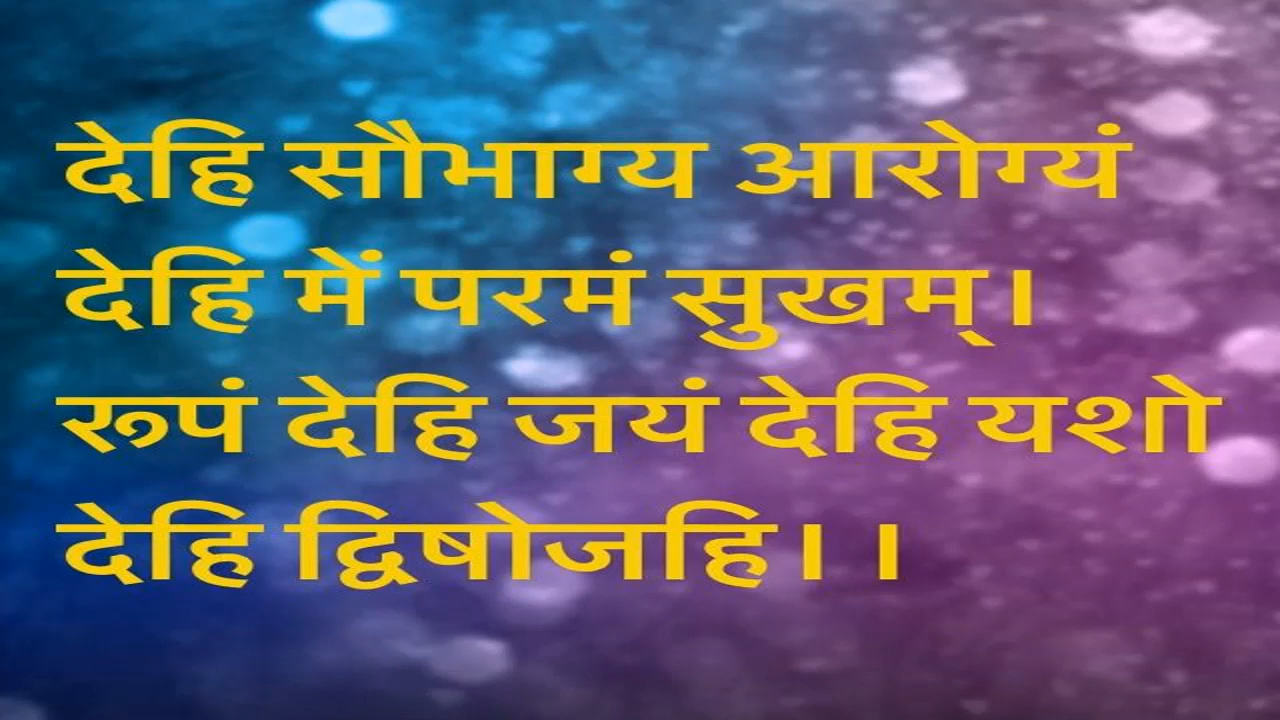 देहि सौभाग्य आरोग्यं
देहि में परमं सुखम्।
रूपं देहि जयं देहि यशो
देहि द्विषोजहि।।